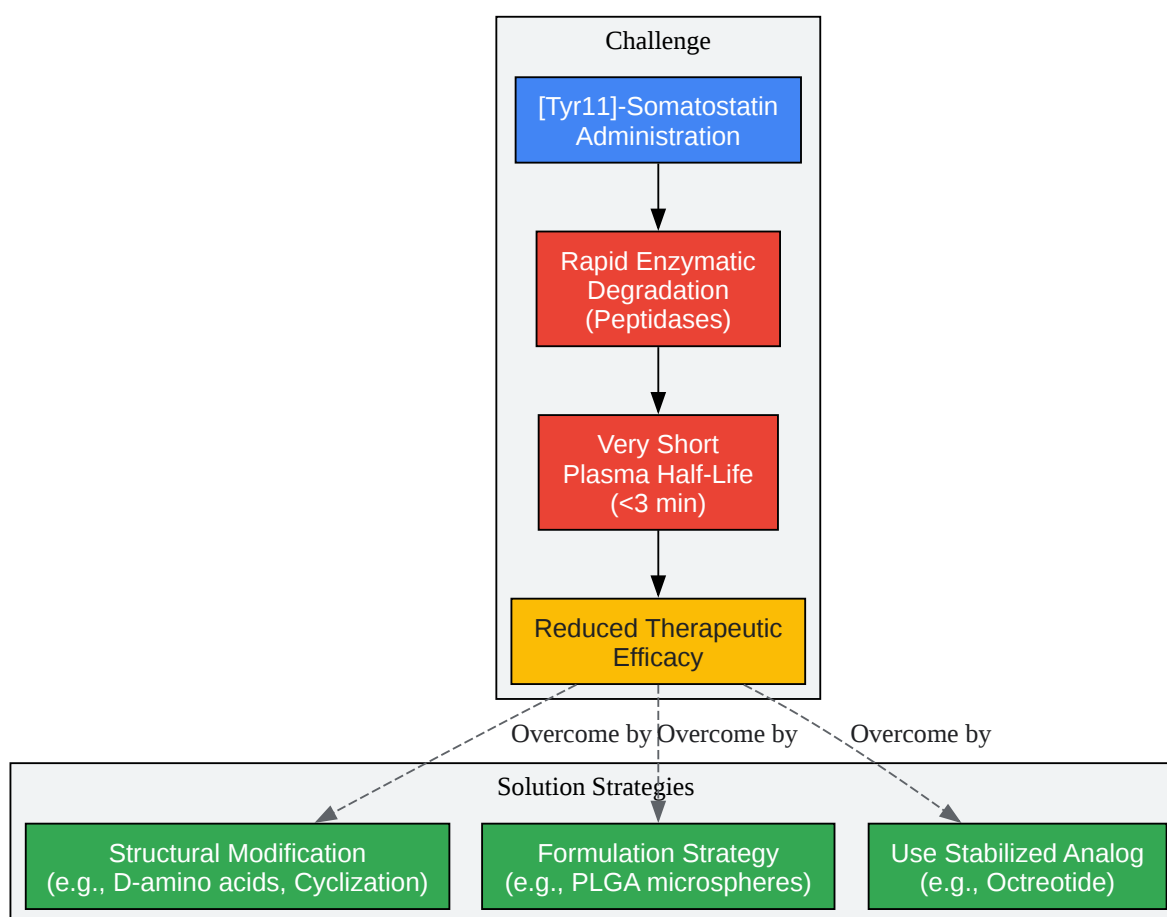 Challenge
[Tyr11]-Somatostatin
Administration
Rapid Enzymatic
Degradation
(Peptidases)
Very Short
Plasma Half-Life
(<3 min)
Reduced Therapeutic
Efficacy
Overcome by
Overcome by
Overcome by
Solution Strategies
Structural Modification
(e.g., D-amino acids, Cyclization)
Formulation Strategy
(e.g., PLGA microspheres)
Use Stabilized Analog
(e.g., Octreotide)